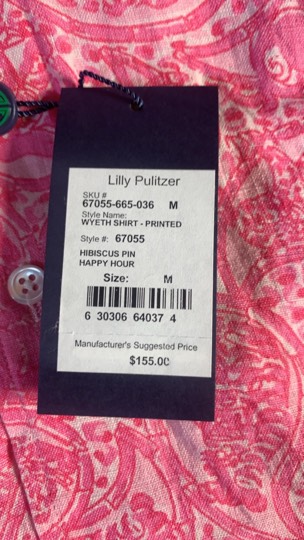 Lilly Pulitzer
SKU #
67055-665-036 M
Style Name:
WYETH SHIRT - PRINTED
Style #: 67055
HIBISCUS PIN
HAPPY HOUR
Size: M
6 30306 64037 4
Manufacturer's Suggested Price
$155.00